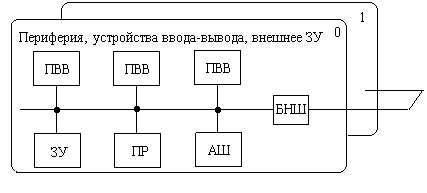 1
0
Периферия, устройства ввода-вывода, внешнее ЗУ
ПВВ ПВВ ПВВ
БНШ
ЗУ ПР АШ